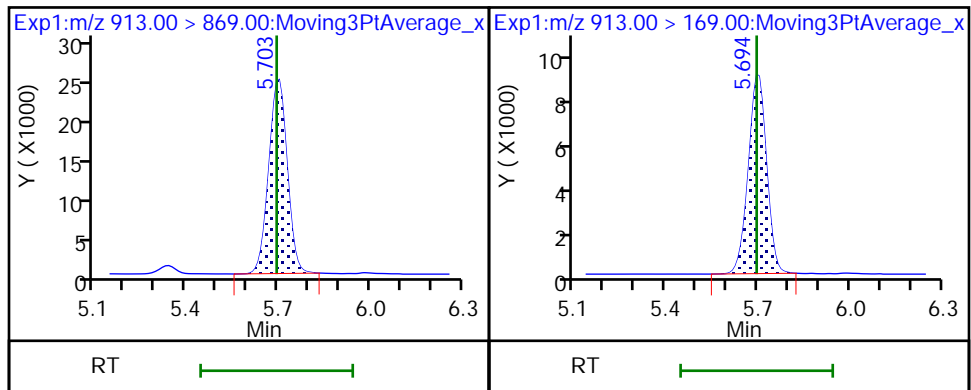 Exp1:m/z 913.00 > 869.00:Moving3PtAverage_x
30
25
20
15
10
5
0
Y ( X1000)
5.703
5.1 5.4 5.7 6.0 6.3
Min
RT
Exp1:m/z 913.00 > 169.00:Moving3PtAverage_x
10
8
6
4
2
0
Y ( X1000)
5.694
5.1 5.4 5.7 6.0 6.3
Min
RT